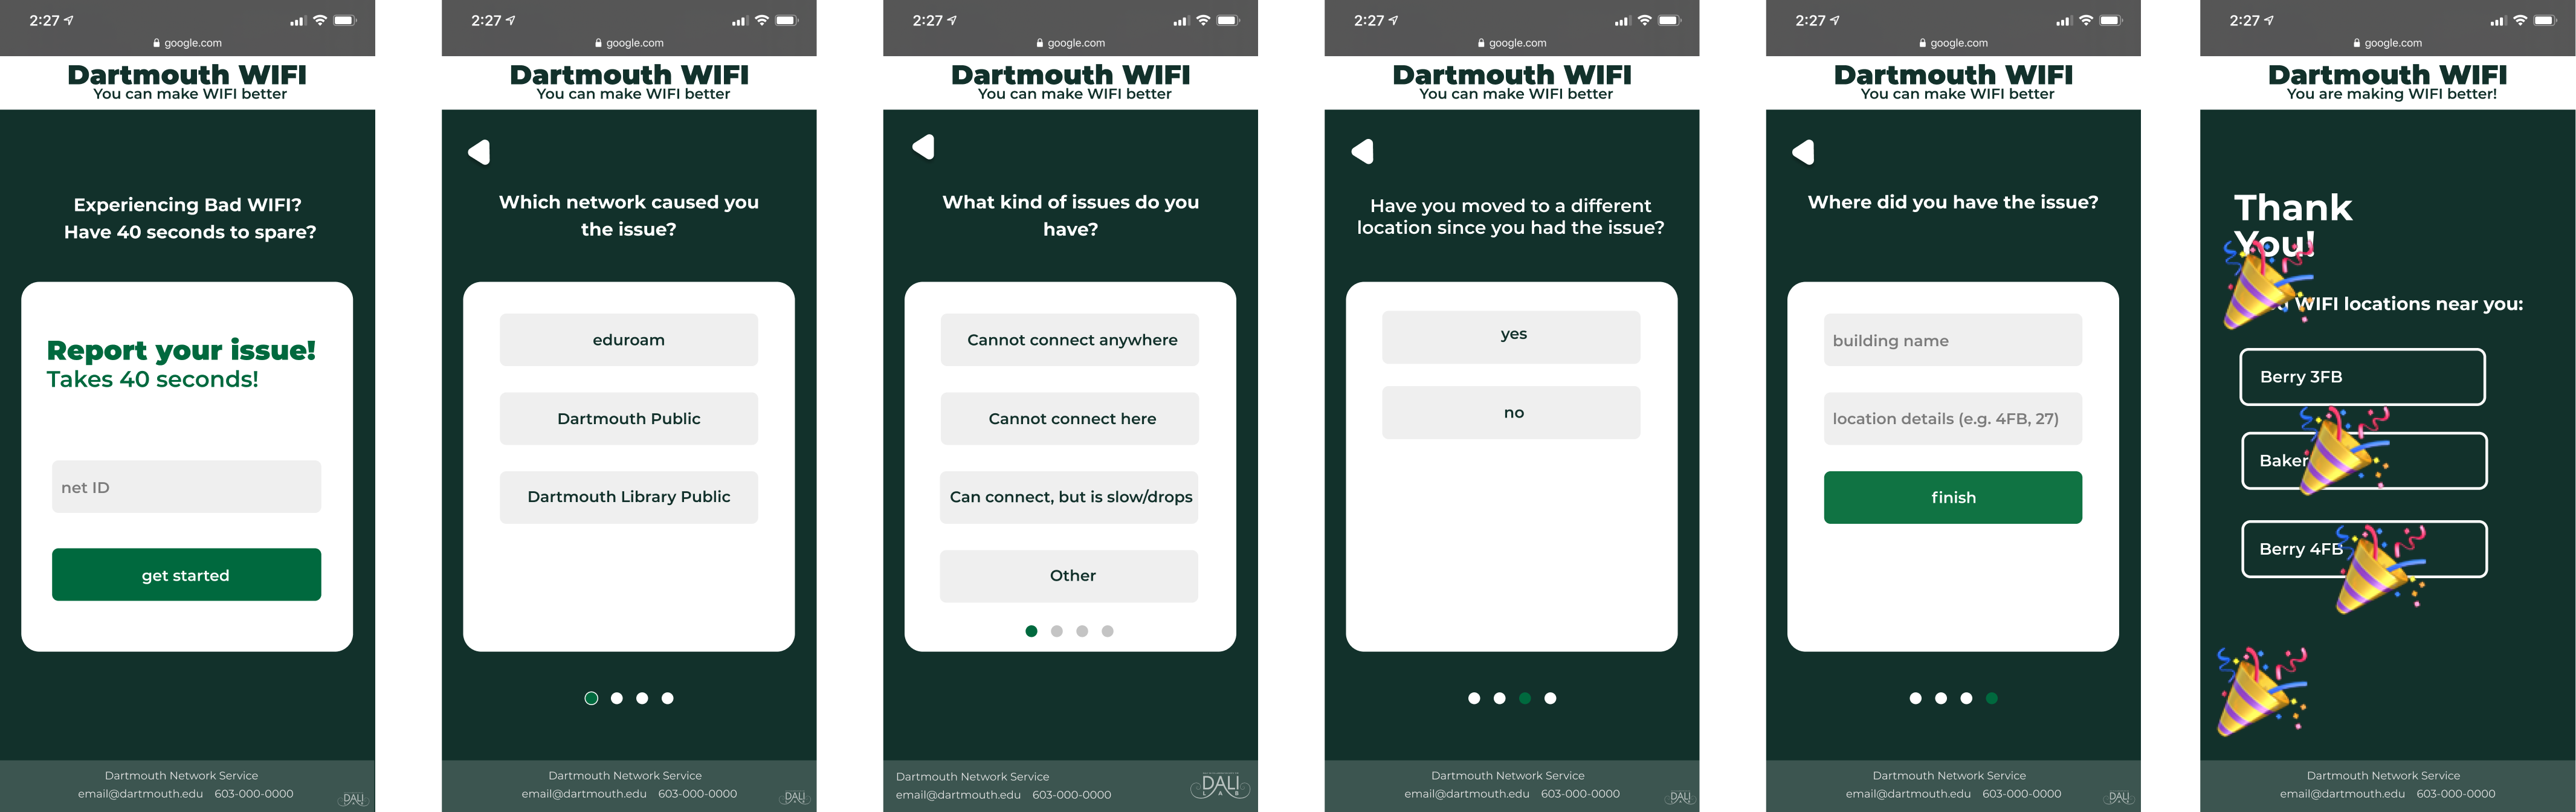 2:27
google.com
Dartmouth WIFI
You can make WIFI better
Experiencing Bad WIFI?
Have 40 seconds to spare?
Report your issue!
Takes 40 seconds!
net ID
get started
Dartmouth Network Service
email@dartmouth.edu 603-000-0000
DALI
2:27
google.com
Dartmouth WIFI
You can make WIFI better
Which network caused you
the issue?
eduroam
Dartmouth Public
Dartmouth Library Public
Dartmouth Network Service
email@dartmouth.edu 603-000-0000
DALI
2:27
google.com
Dartmouth WIFI
You can make WIFI better
What kind of issues do you
have?
Cannot connect anywhere
Cannot connect here
Can connect, but is slow/drops
Other
Dartmouth Network Service
email@dartmouth.edu 603-000-0000
DALI
LAB
2:27
google.com
Dartmouth WIFI
You can make WIFI better
Have you moved to a different
location since you had the issue?
yes
no
Dartmouth Network Service
email@dartmouth.edu 603-000-0000
DALI
2:27
google.com
Dartmouth WIFI
You can make WIFI better
Where did you have the issue?
building name
location details (e.g. 4FB, 27)
finish
Dartmouth Network Service
email@dartmouth.edu 603-000-0000
DALI
2:27
google.com
Dartmouth WIFI
You are making WIFI better!
Thank
You!
WIFI locations near you:
Berry 3FB
Baker
Berry 4FB
Dartmouth Network Service
email@dartmouth.edu 603-000-0000